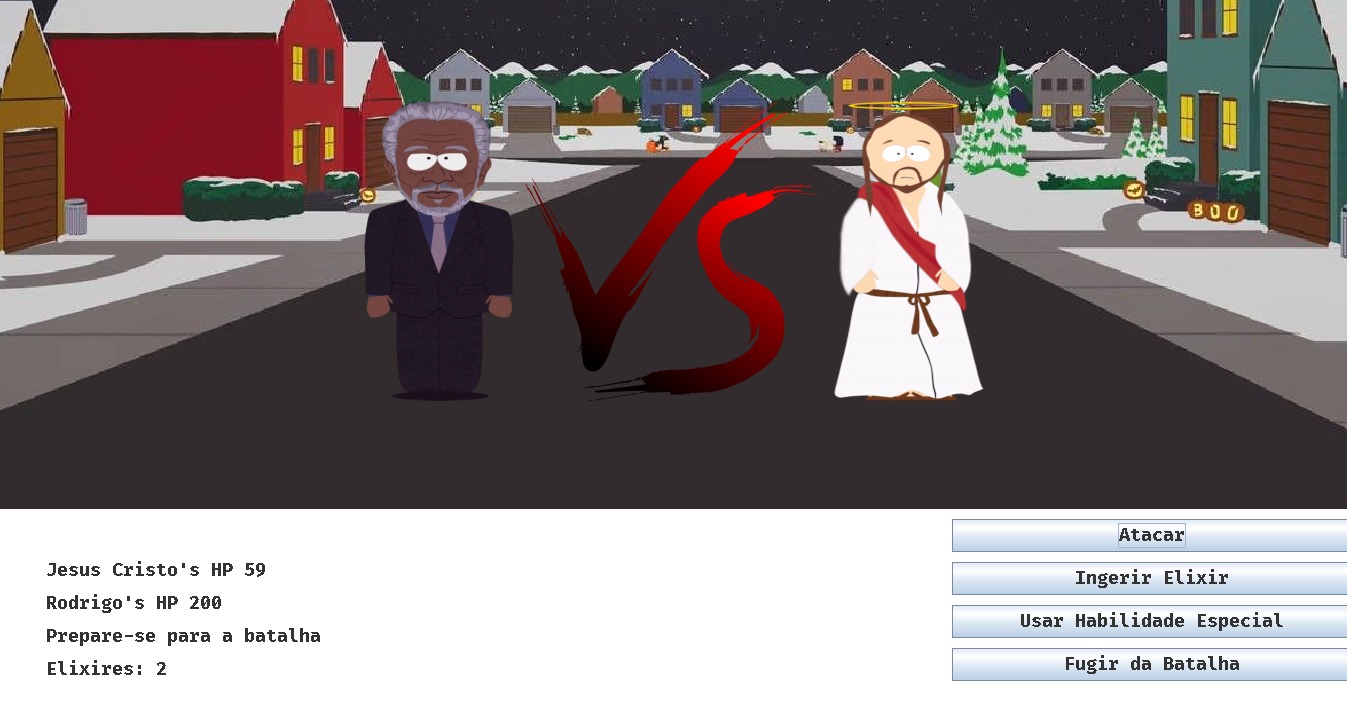 VS
BOO
Jesus Cristo's HP 59
Rodrigo's HP 200
Prepare-se para a batalha
Elixires: 2
Atacar
Ingerir Elixir
Usar Habilidade Especial
Fugir da Batalha